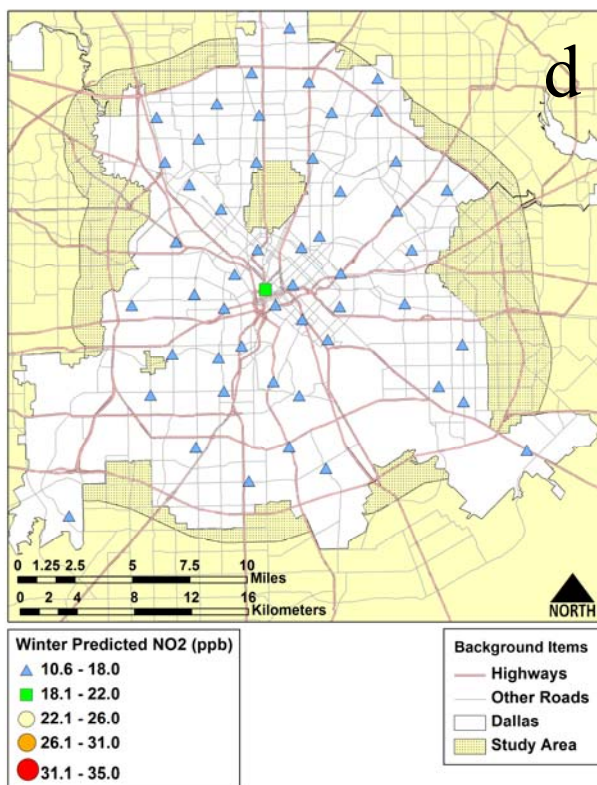 d
0 1.25 2.5 5 7.5 10
Miles
0 2 4 8 12 16
Kilometers
NORTH
Winter Predicted NO2 (ppb)
10.6 - 18.0
18.1 - 22.0
22.1 - 26.0
26.1 - 31.0
31.1 - 35.0
Background Items
Highways
Other Roads
Dallas
Study Area